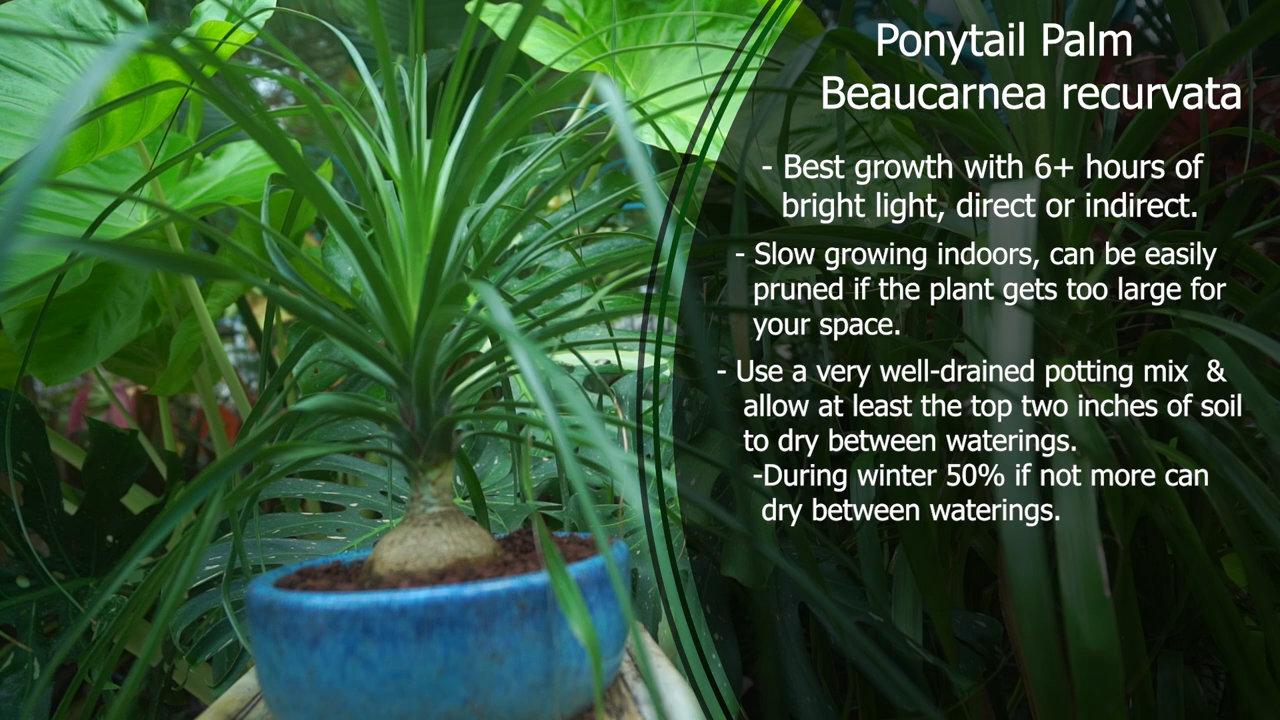 Ponytail Palm
Beaucarnea recurvata
- Best growth with 6+ hours of
bright light, direct or indirect.
- Slow growing indoors, can be easily
pruned if the plant gets too large for
your space.
- Use a very well-drained potting mix  &
allow at least the top two inches of soil
to dry between waterings.
-During winter 50% if not more can
dry between waterings.